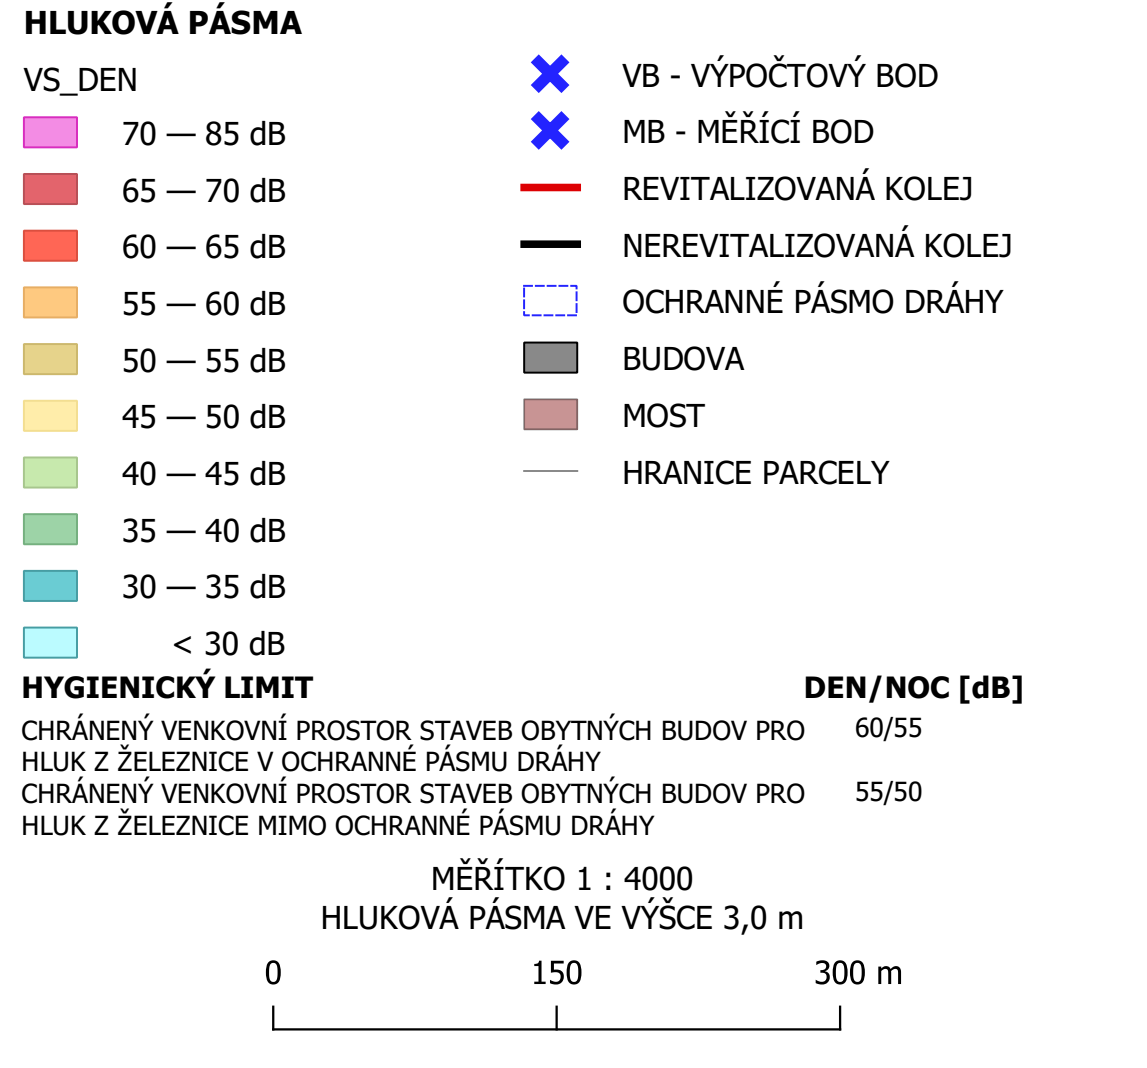 HLUKOVÁ PÁSMA
VS_DEN
70 — 85 dB
65 — 70 dB
60 — 65 dB
55 — 60 dB
50 — 55 dB
45 — 50 dB
40 — 45 dB
35 — 40 dB
30 — 35 dB
< 30 dB
VB - VÝPOČTOVÝ BOD
MB - MĚŘÍCÍ BOD
REVITALIZOVANÁ KOLEJ
NEREVITALIZOVANÁ KOLEJ
OCHRANNÉ PÁSMO DRÁHY
BUDOVA
MOST
HRANICE PARCELY
HYGIENICKÝ LIMIT DEN/NOC [dB]
CHRÁNENÝ VENKOVNÍ PROSTOR STAVEB OBYTNÝCH BUDOV PRO 60/55
HLUK Z ŽELEZNICE V OCHRANNÉ PÁSMU DRÁHY
CHRÁNENÝ VENKOVNÍ PROSTOR STAVEB OBYTNÝCH BUDOV PRO 55/50
HLUK Z ŽELEZNICE MIMO OCHRANNÉ PÁSMU DRÁHY
MĚŘÍTKO 1 : 4000
HLUKOVÁ PÁSMA VE VÝŠCE 3,0 m
0 150 300 m